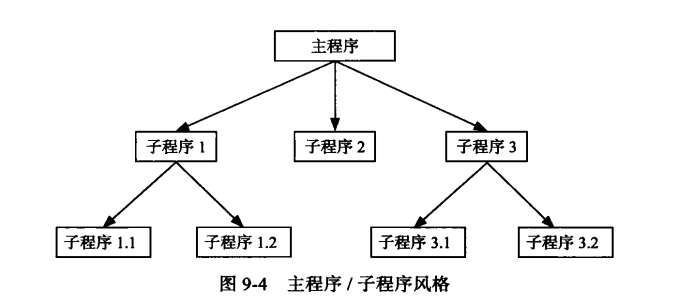 主程序
子程序 1 子程序 2 子程序 3
子程序 1.1 子程序 1.2 子程序 3.1 子程序 3.2
图 9-4 主程序 / 子程序风格